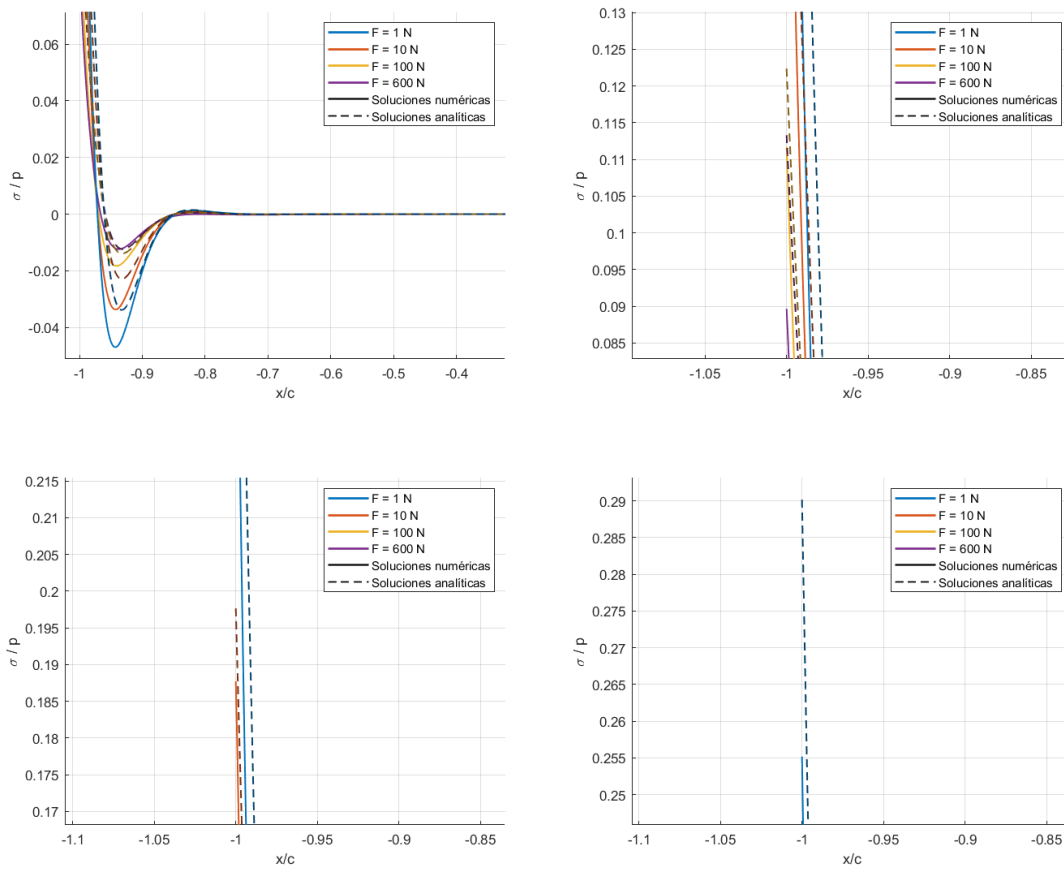 0.06
0.04
0.02
0
-0.02
-0.04
σ / p
-1
-0.9
-0.8
-0.7
-0.6
-0.5
-0.4
x/c
F = 1 N
F = 10 N
F = 100 N
F = 600 N
Soluciones numéricas
Soluciones analíticas
0.13
0.125
0.12
0.115
0.11
0.105
0.1
0.095
0.09
0.085
σ / p
-1.05
-1
-0.95
-0.9
-0.85
x/c
F = 1 N
F = 10 N
F = 100 N
F = 600 N
Soluciones numéricas
Soluciones analíticas
0.215
0.21
0.205
0.2
0.195
0.19
0.185
0.18
0.175
0.17
σ / p
-1.1
-1.05
-1
-0.95
-0.9
-0.85
x/c
F = 1 N
F = 10 N
F = 100 N
F = 600 N
Soluciones numéricas
Soluciones analíticas
0.29
0.285
0.28
0.275
0.27
0.265
0.26
0.255
0.25
σ / p
-1.1
-1.05
-1
-0.95
-0.9
-0.85
x/c
F = 1 N
F = 10 N
F = 100 N
F = 600 N
Soluciones numéricas
Soluciones analíticas